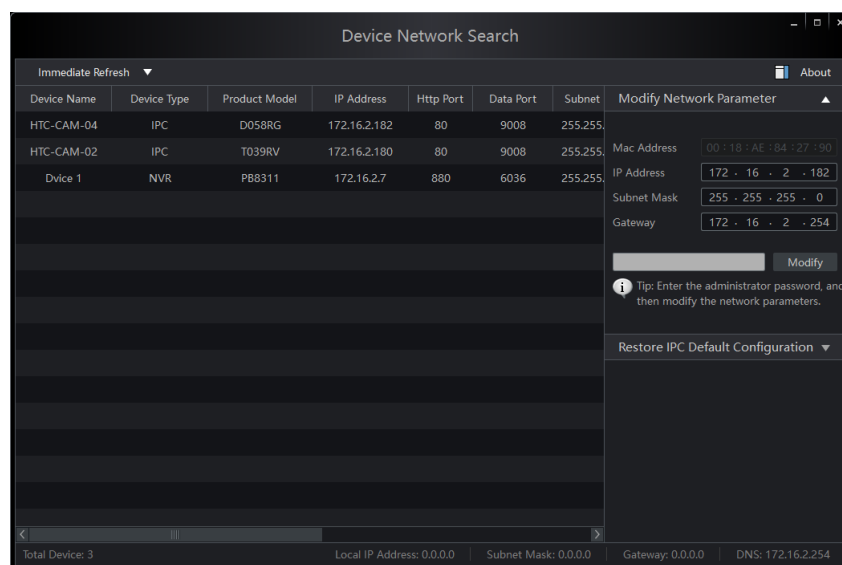 Device Network Search
Immediate Refresh
About
Device Name Device Type Product Model IP Address Http Port Data Port Subnet
HTC-CAM-04 IPC D058RG 172.16.2.182 80 9008 255.255.
HTC-CAM-02 IPC T039RV 172.16.2.180 80 9008 255.255.
Dvice 1 NVR PB8311 172.16.2.7 880 6036 255.255.
Modify Network Parameter
Mac Address 00 : 18 : AE : 84 : 27 : 90
IP Address 172 . 16 . 2 . 182
Subnet Mask 255 . 255 . 255 . 0
Gateway 172 . 16 . 2 . 254
Modify
Tip: Enter the administrator password, and
then modify the network parameters.
Restore IPC Default Configuration
Total Device: 3 Local IP Address: 0.0.0.0 Subnet Mask: 0.0.0.0 Gateway: 0.0.0.0 DNS: 172.16.2.254